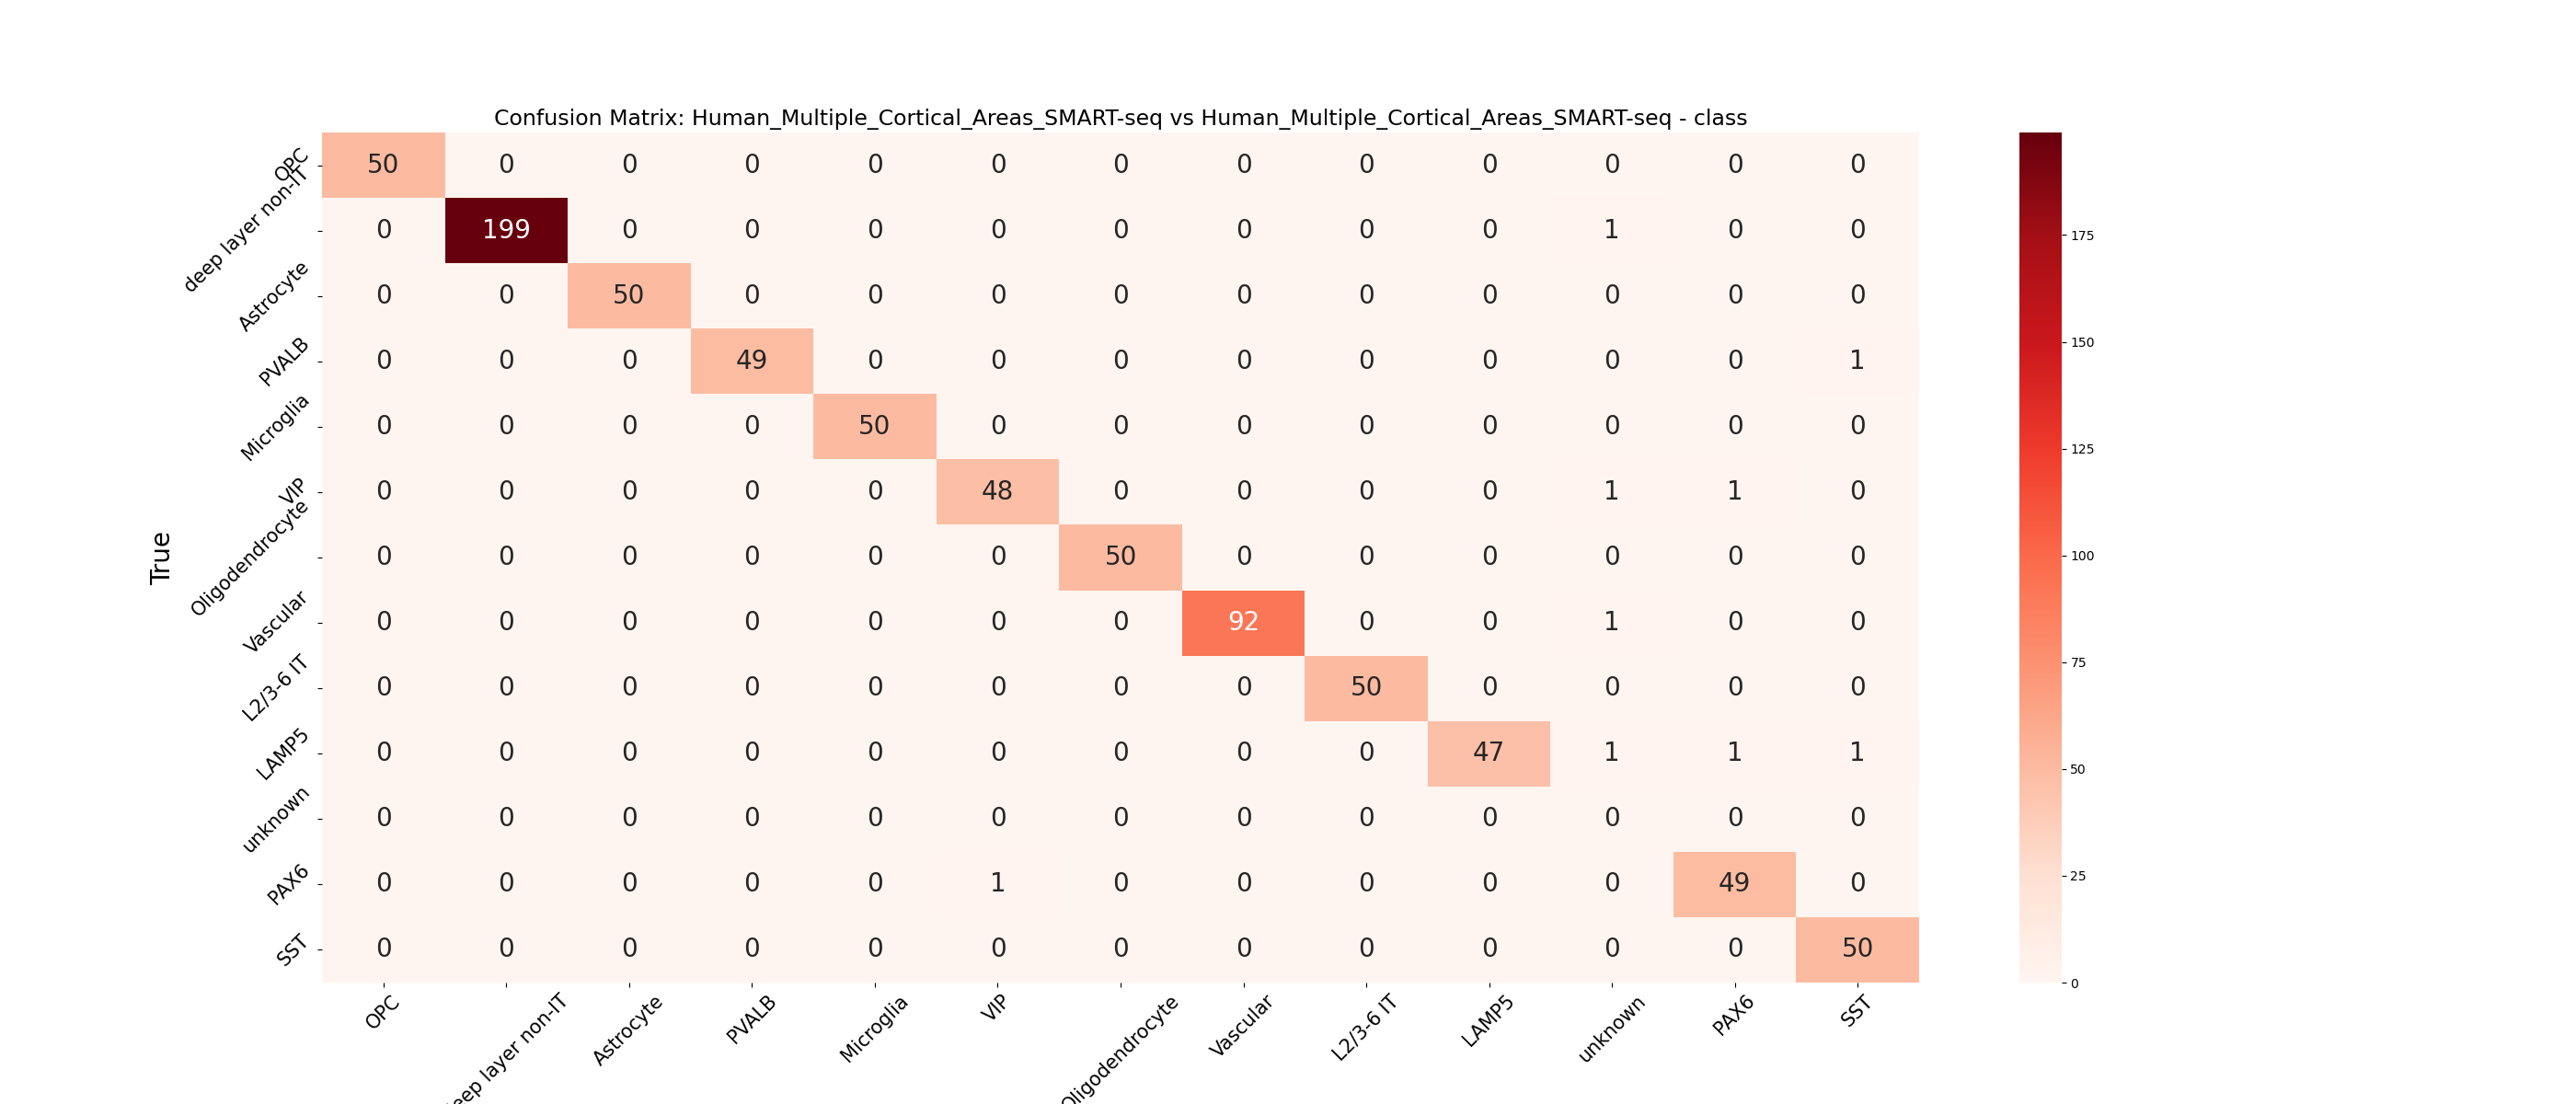 Confusion Matrix: Human_Multiple_Cortical_Areas_SMART-seq vs Human_Multiple_Cortical_Areas_SMART-seq - class
True
OPC 50 0 0 0 0 0 0 0 0 0 0 0 0
deep layer non-IT 0 199 0 0 0 0 0 0 0 0 1 0 0
Astrocyte 0 0 50 0 0 0 0 0 0 0 0 0 0
PVALB 0 0 0 49 0 0 0 0 0 0 0 0 1
Microglia 0 0 0 0 50 0 0 0 0 0 0 0 0
VIP 0 0 0 0 0 48 0 0 0 0 1 1 0
Oligodendrocyte 0 0 0 0 0 0 50 0 0 0 0 0 0
Vascular 0 0 0 0 0 0 0 92 0 0 1 0 0
L2/3-6 IT 0 0 0 0 0 0 0 0 50 0 0 0 0
LAMP5 0 0 0 0 0 0 0 0 0 47 1 1 1
unknown 0 0 0 0 0 0 0 0 0 0 0 0 0
PAX6 0 0 0 0 0 1 0 0 0 0 0 49 0
SST 0 0 0 0 0 0 0 0 0 0 0 0 50
OPC eep layer non-IT Astrocyte PVALB Microglia VIP Oligodendrocyte Vascular L2/3-6 IT LAMP5 unknown PAX6 SST
175
150
125
100
75
50
25
0